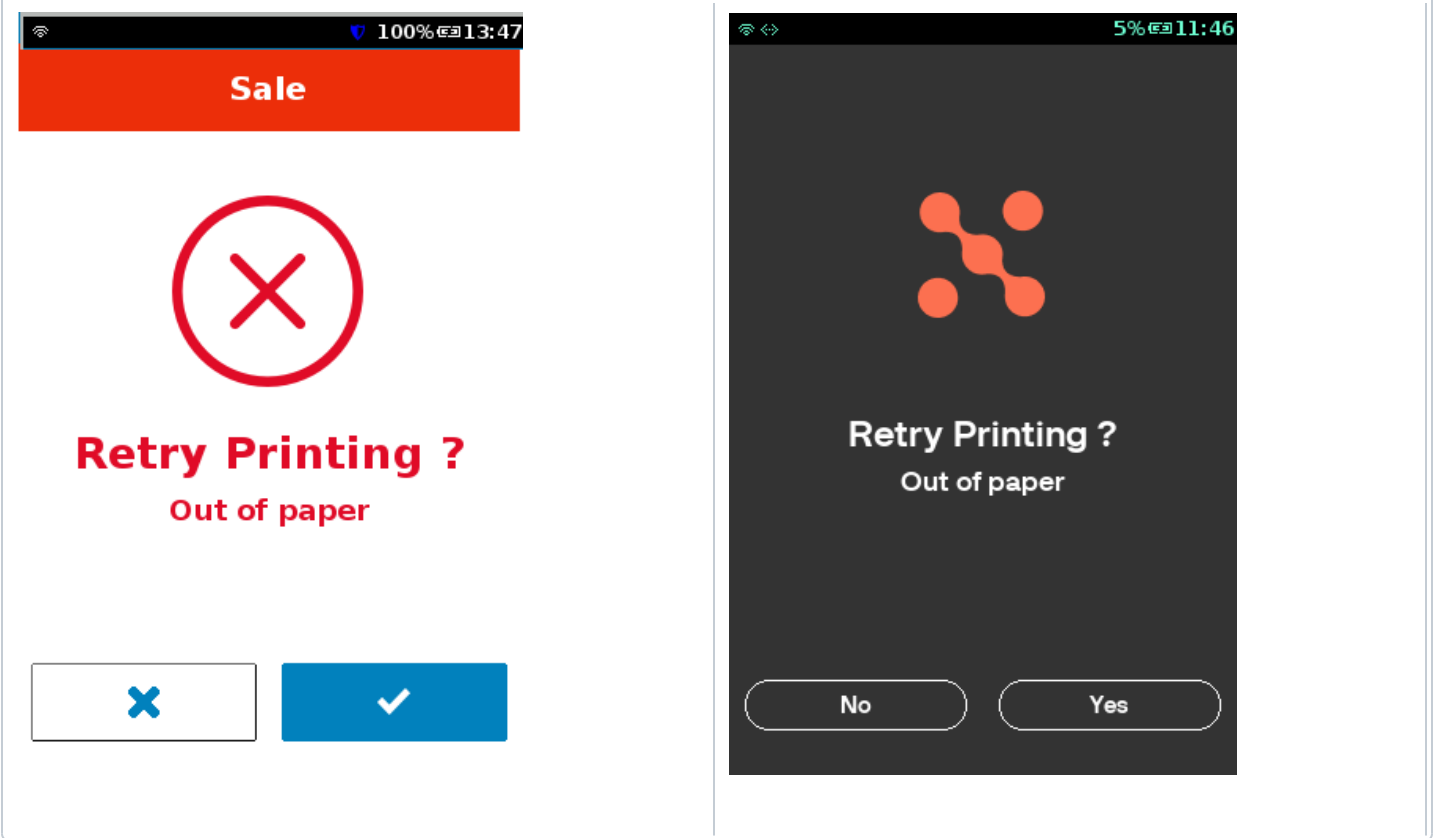 100% 13:47
Sale
Retry Printing ?
Out of paper
5% 11:46
Retry Printing ?
Out of paper
No
Yes